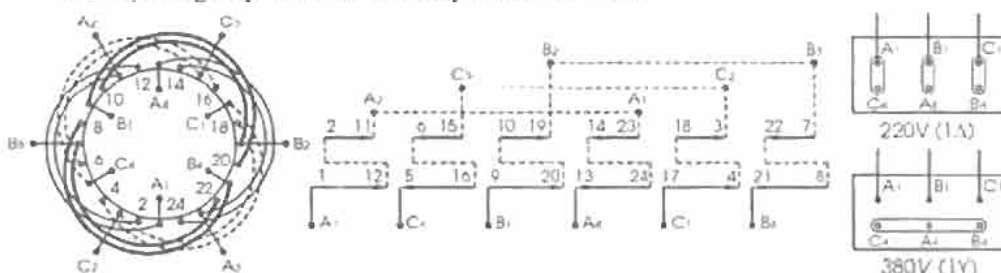 A2 C3
12 14
10 A4 16
8 B1 C1 18
B3 B2
6 C4 B4 20
4 A1 22
2 24
C2 A3
B2 B3
C3 C2
A2
2 11 6 15 10 19 14 23 18 3 22 7
1 12 5 16 9 20 13 24 17 4 21 8
A1 C4 B1 A4 C1 B4
A1 B1 C1
C4 A4 B4
220V (1Δ)
A1 B1 C1
C4 A4 B4
380V (1Y)